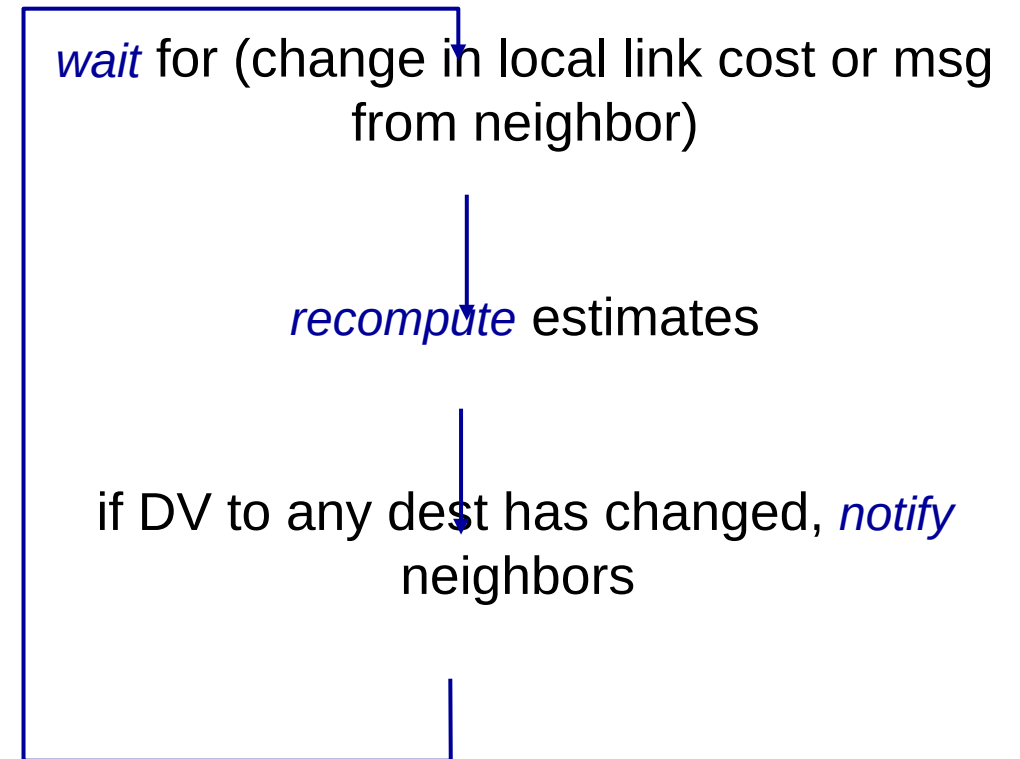 wait for (change in local link cost or msg
from neighbor)
recompute estimates
if DV to any dest has changed, notify
neighbors